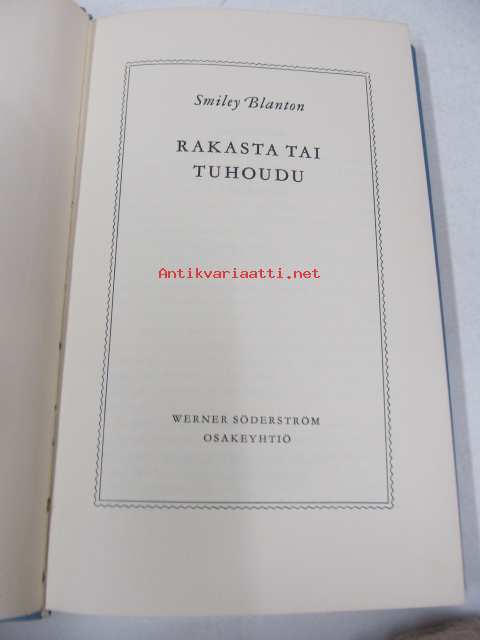 Smiley Blanton
RAKASTA TAI
TUHOUDU
Antikvariaatti.net
WERNER SÖDERSTRÖM
OSAKEYHTIÖ